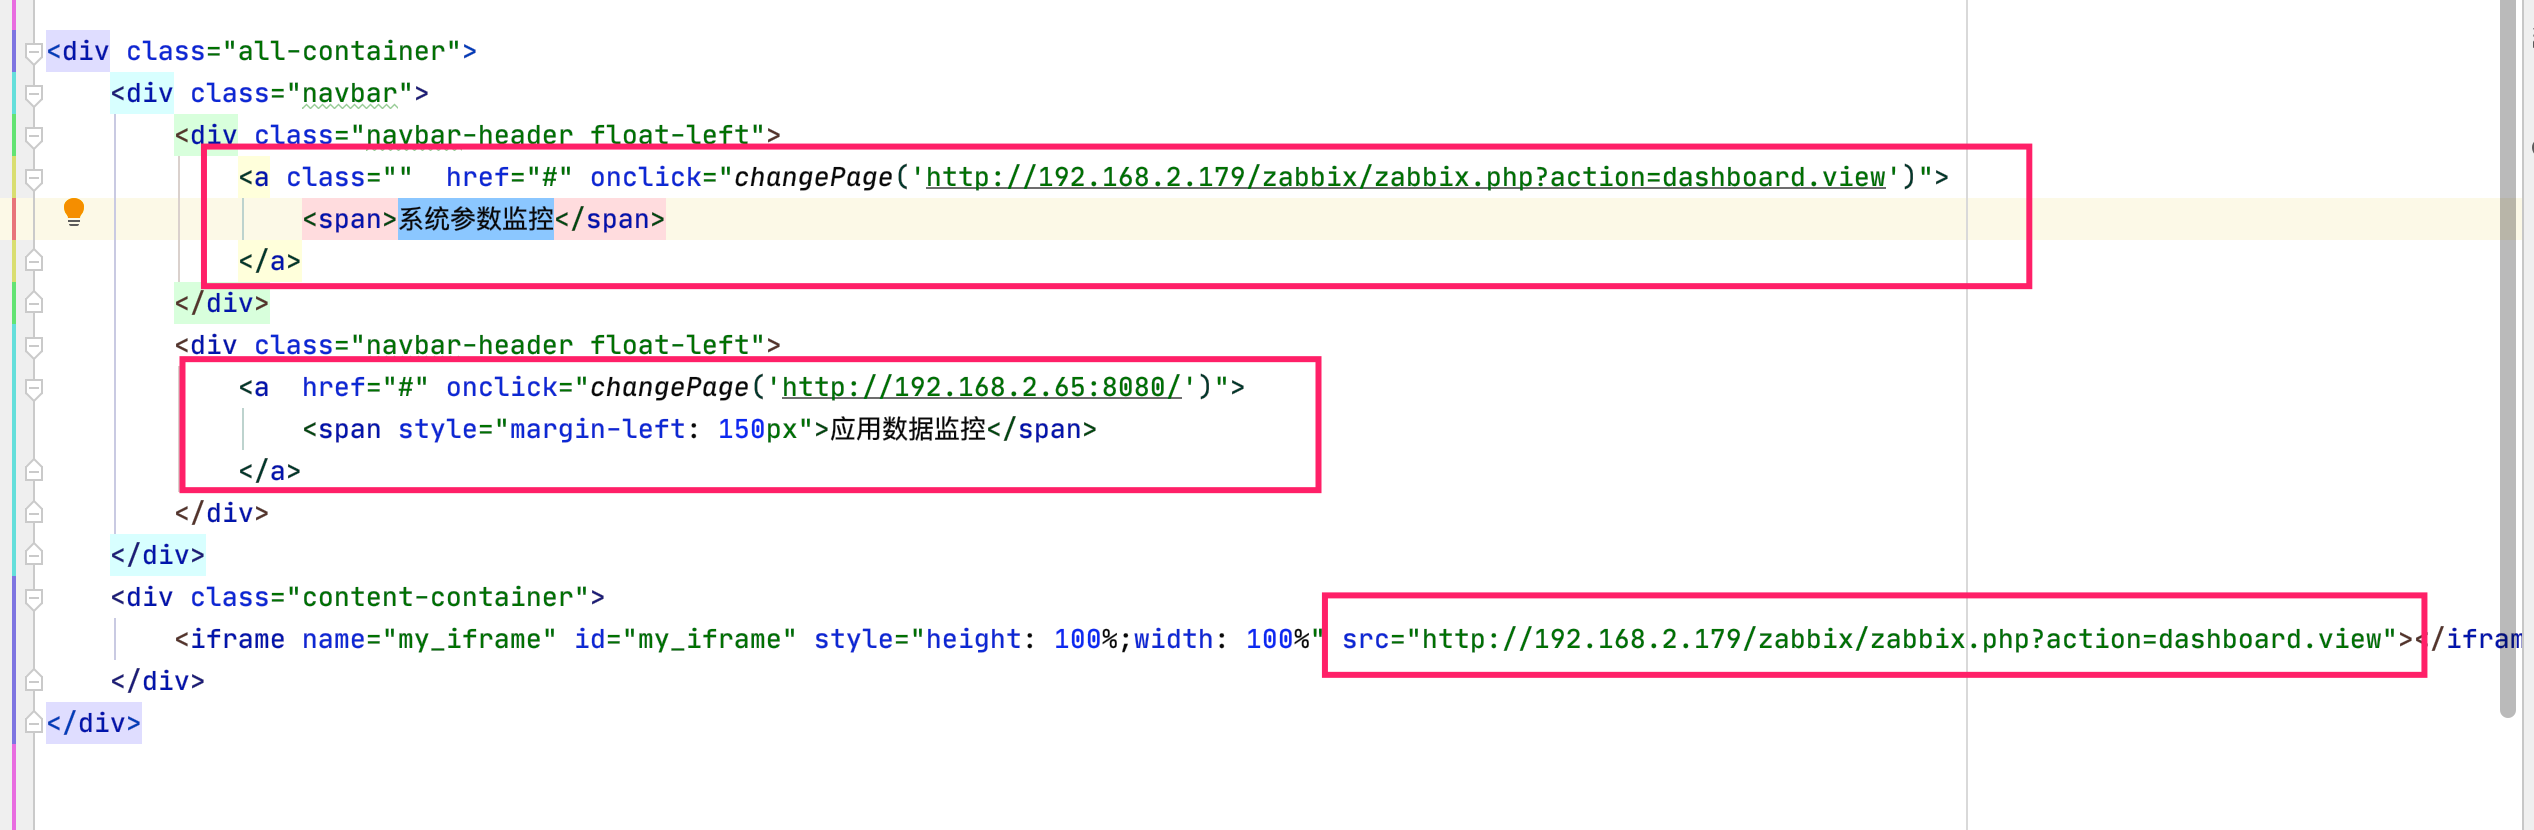 <div class="all-container">
<div class="navbar">
<div class="navbar-header float-left">
<a class=""  href="#" onclick="changePage('http://192.168.2.179/zabbix/zabbix.php?action=dashboard.view')">
<span>系统参数监控</span>
</a>
</div>
<div class="navbar-header float-left">
<a  href="#" onclick="changePage('http://192.168.2.65:8080/')">
<span style="margin-left: 150px">应用数据监控</span>
</a>
</div>
</div>
<div class="content-container">
<iframe name="my_iframe" id="my_iframe" style="height: 100%;width: 100%" src="http://192.168.2.179/zabbix/zabbix.php?action=dashboard.view"></ifram
</div>
</div>